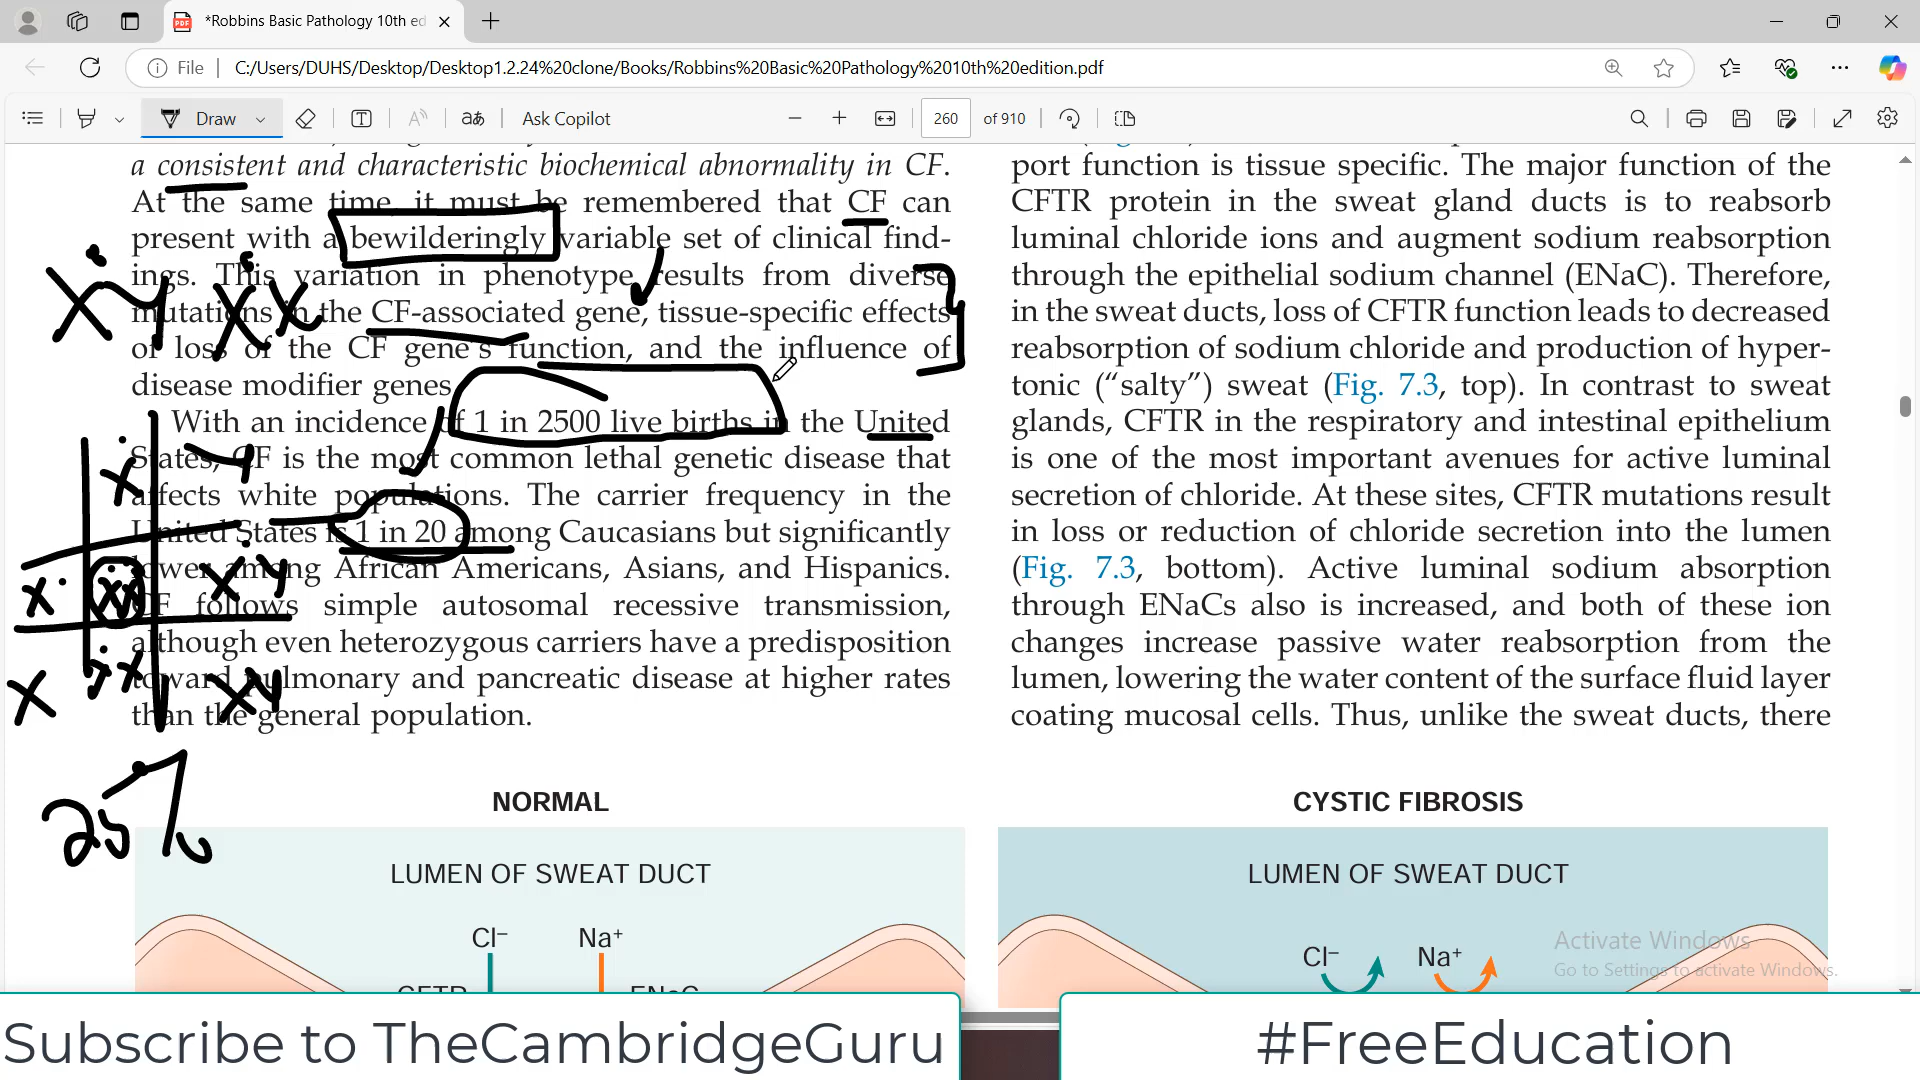 *Robbins Basic Pathology 10th ed
File
C:/Users/DUHS/Desktop/Desktop1.2.24%20clone/Books/Robbins%20Basic%20Pathology%2010th%20edition.pdf
Draw
aあ
Ask Copilot
260 of 910
a consistent and characteristic biochemical abnormality in CF.
At the same time, it must be remembered that CF can
present with a bewilderingly variable set of clinical find-
ings. This variation in phenotype results from diverse
mutations in the CF-associated gene, tissue-specific effects
of loss of the CF gene's function, and the influence of
disease modifier genes
With an incidence of 1 in 2500 live births in the United
States, CF is the most common lethal genetic disease that
affects white populations. The carrier frequency in the
United States is 1 in 20 among Caucasians but significantly
lower among African Americans, Asians, and Hispanics.
CF follows simple autosomal recessive transmission,
although even heterozygous carriers have a predisposition
toward pulmonary and pancreatic disease at higher rates
than the general population.
port function is tissue specific. The major function of the
CFTR protein in the sweat gland ducts is to reabsorb
luminal chloride ions and augment sodium reabsorption
through the epithelial sodium channel (ENaC). Therefore,
in the sweat ducts, loss of CFTR function leads to decreased
reabsorption of sodium chloride and production of hyper-
tonic (“salty”) sweat (Fig. 7.3, top). In contrast to sweat
glands, CFTR in the respiratory and intestinal epithelium
is one of the most important avenues for active luminal
secretion of chloride. At these sites, CFTR mutations result
in loss or reduction of chloride secretion into the lumen
(Fig. 7.3, bottom). Active luminal sodium absorption
through ENaCs also is increased, and both of these ion
changes increase passive water reabsorption from the
lumen, lowering the water content of the surface fluid layer
coating mucosal cells. Thus, unlike the sweat ducts, there
XY XX
X Y
X XX XY
X XX XY
25%
NORMAL
LUMEN OF SWEAT DUCT
Cl⁻ Na⁺
CFTR ENaC
CYSTIC FIBROSIS
LUMEN OF SWEAT DUCT
Cl⁻ Na⁺
Activate Windows
Go to Settings to activate Windows.
Subscribe to TheCambridgeGuru
#FreeEducation